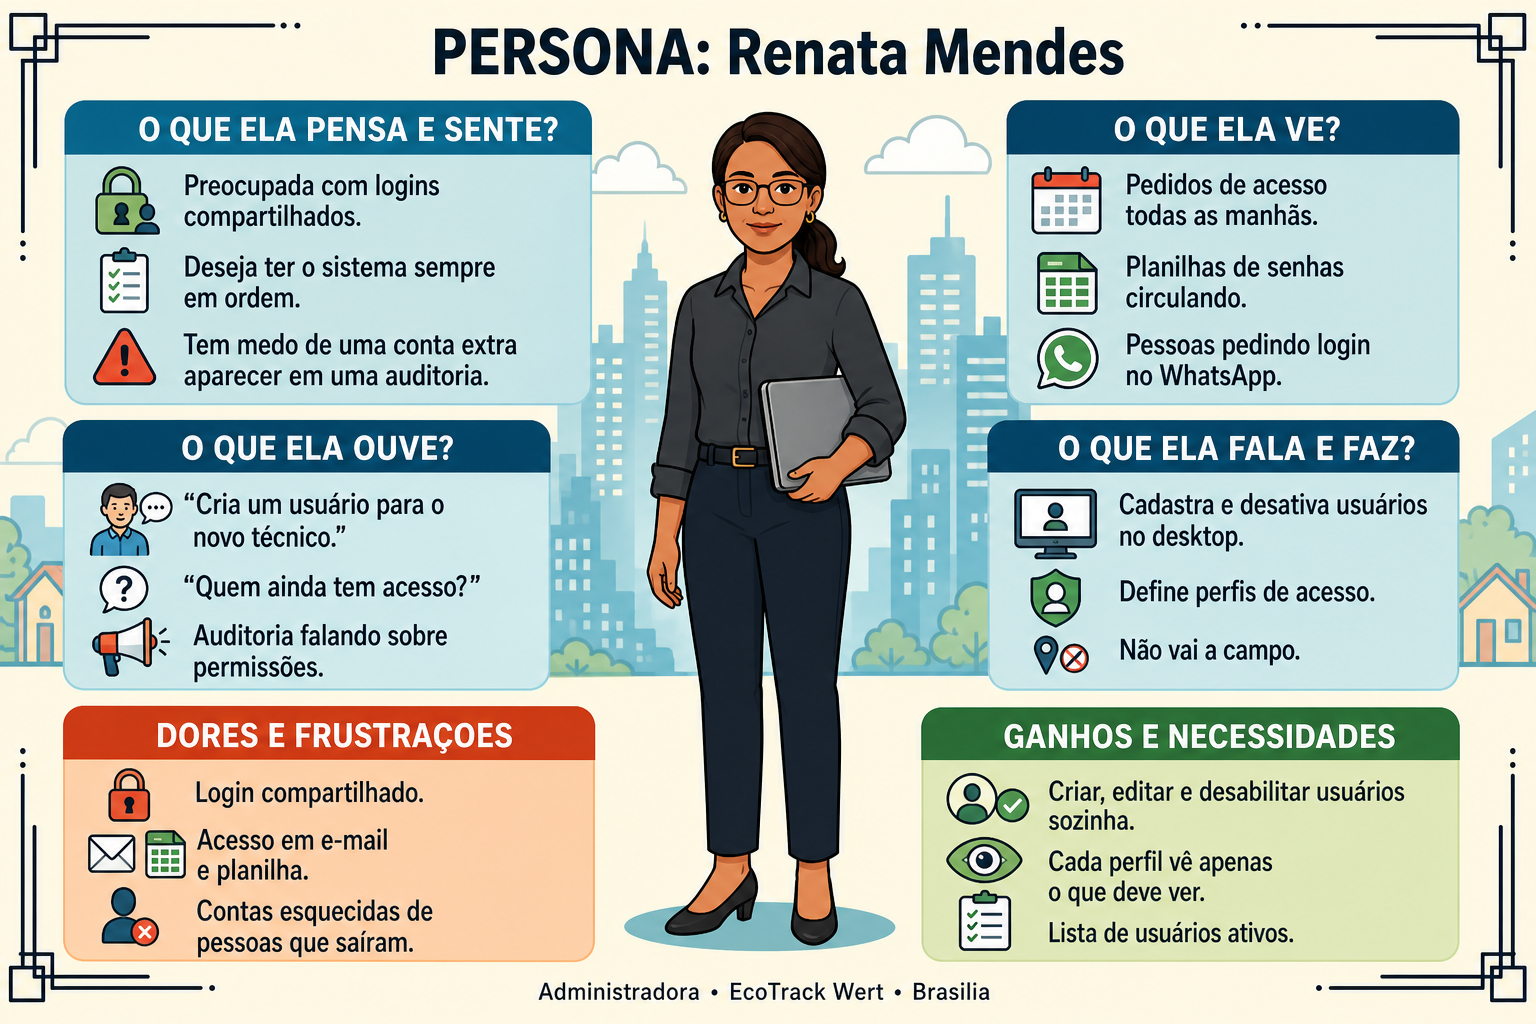 PERSONA: Renata Mendes
O QUE ELA PENSA E SENTE?
Preocupada com logins
compartilhados.
Deseja ter o sistema sempre
em ordem.
Tem medo de uma conta extra
aparecer em uma auditoria.
O QUE ELA VE?
Pedidos de acesso
todas as manhãs.
Planilhas de senhas
circulando.
Pessoas pedindo login
no WhatsApp.
O QUE ELA OUVE?
“Cria um usuário para o
novo técnico.”
?
“Quem ainda tem acesso?”
Auditoria falando sobre
permissões.
O QUE ELA FALA E FAZ?
Cadastra e desativa usuários
no desktop.
Define perfis de acesso.
Não vai a campo.
DORES E FRUSTRAÇOES
Login compartilhado.
Acesso em e-mail
e planilha.
Contas esquecidas de
pessoas que saíram.
GANHOS E NECESSIDADES
Criar, editar e desabilitar usuários
sozinha.
Cada perfil vê apenas
o que deve ver.
Lista de usuários ativos.
Administradora • EcoTrack Wert • Brasilia